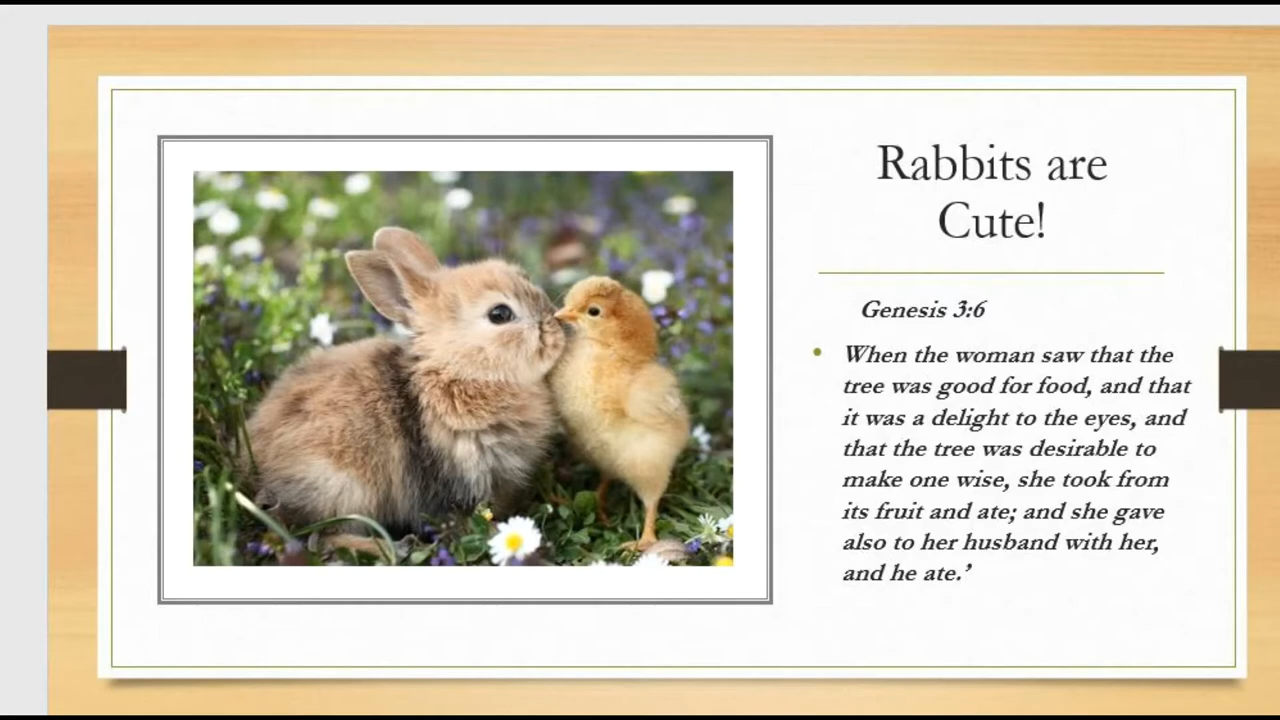 Rabbits are
Cute!
Genesis 3:6
• When the woman saw that the
tree was good for food, and that
it was a delight to the eyes, and
that the tree was desirable to
make one wise, she took from
its fruit and ate; and she gave
also to her husband with her,
and he ate.’